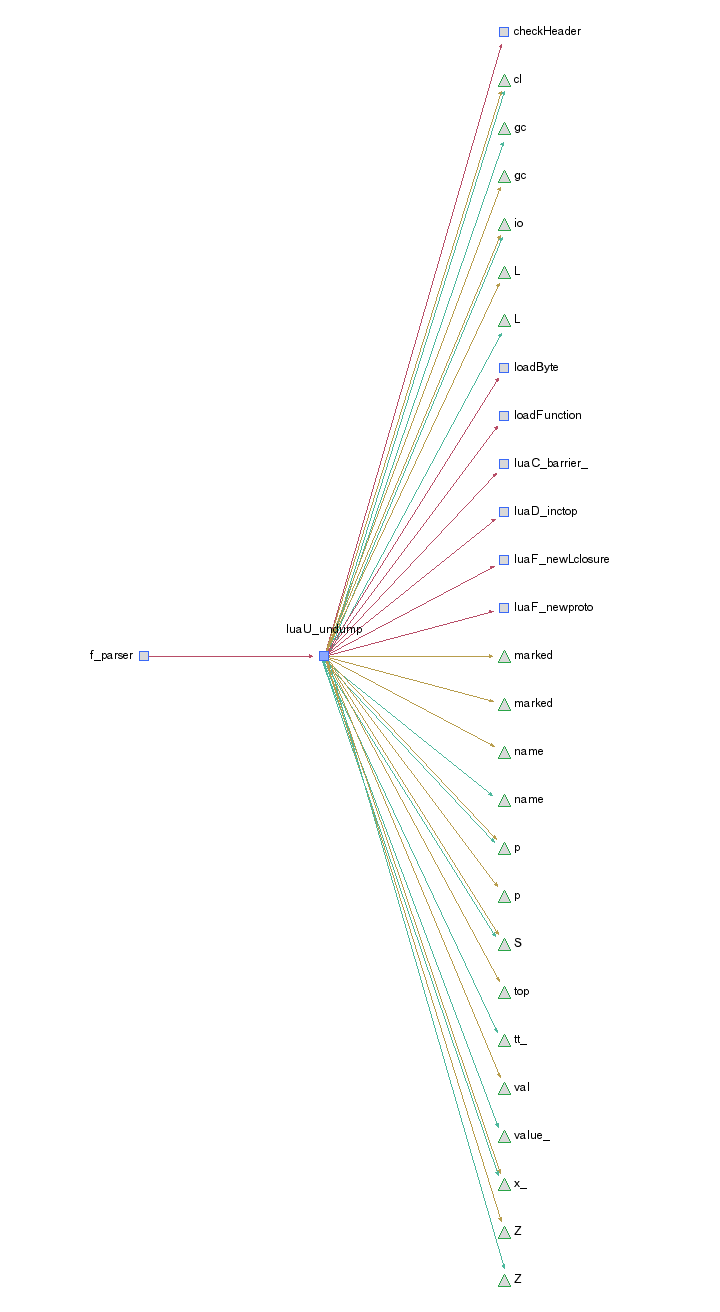 checkHeader
cl
gc
gc
io
L
L
loadByte
loadFunction
luaC_barrier_
luaD_inctop
luaF_newLclosure
luaF_newproto
luaU_undump
f_parser
marked
marked
name
name
p
p
S
top
tt_
val
value_
x_
Z
Z